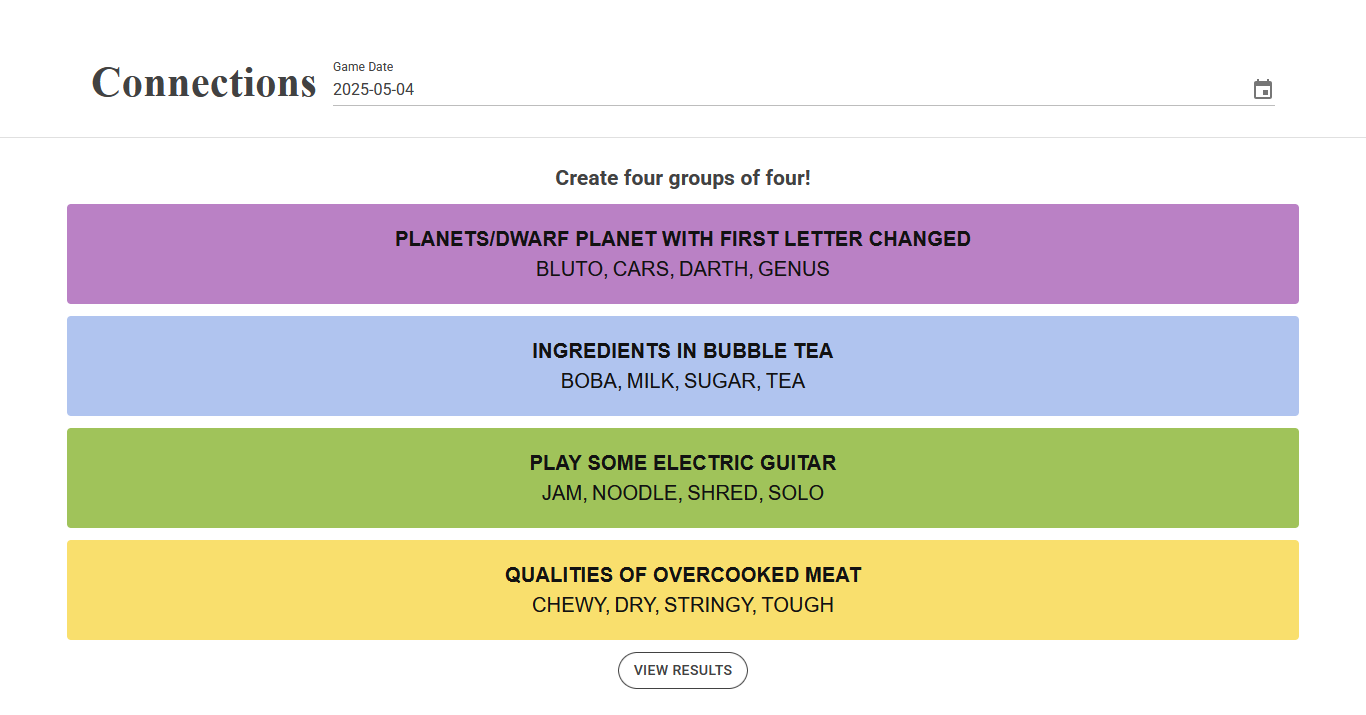 Connections
Game Date
2025-05-04
Create four groups of four!
PLANETS/DWARF PLANET WITH FIRST LETTER CHANGED
BLUTO, CARS, DARTH, GENUS
INGREDIENTS IN BUBBLE TEA
BOBA, MILK, SUGAR, TEA
PLAY SOME ELECTRIC GUITAR
JAM, NOODLE, SHRED, SOLO
QUALITIES OF OVERCOOKED MEAT
CHEWY, DRY, STRINGY, TOUGH
VIEW RESULTS